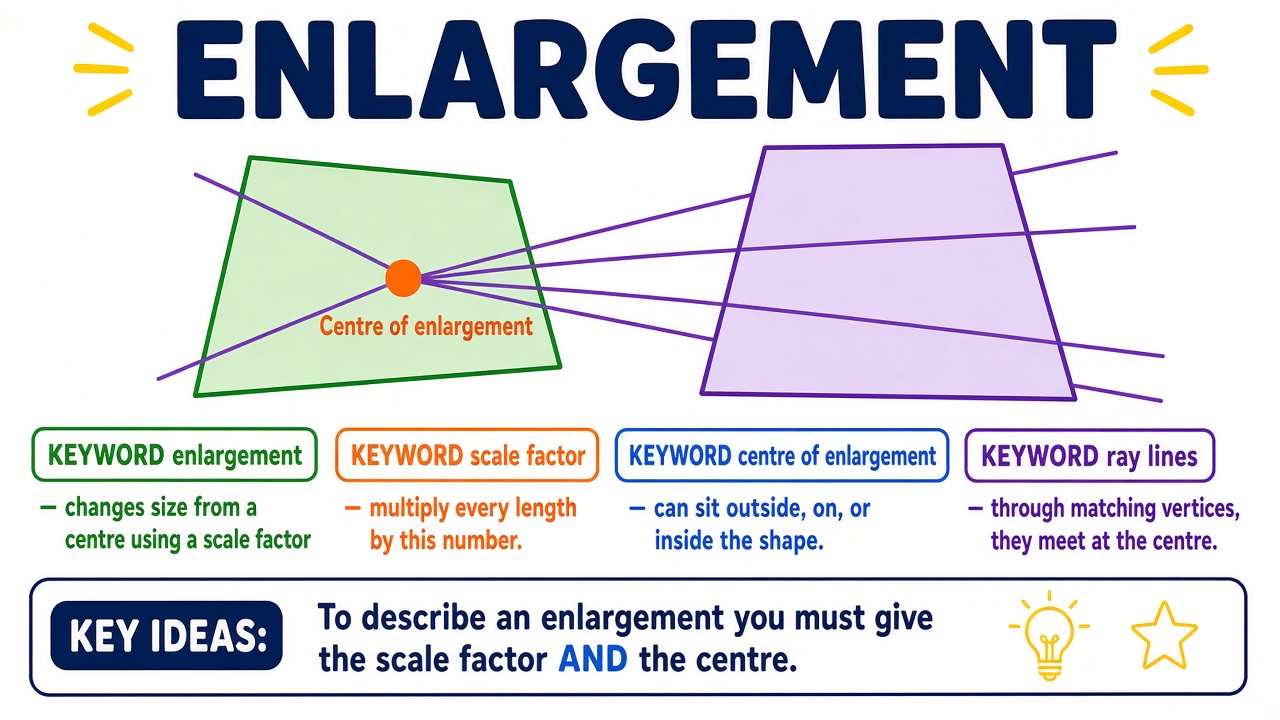 ENLARGEMENT
Centre of enlargement
KEYWORD enlargement
— changes size from a
centre using a scale factor
KEYWORD scale factor
— multiply every length
by this number.
KEYWORD centre of enlargement
— can sit outside, on, or
inside the shape.
KEYWORD ray lines
— through matching vertices,
they meet at the centre.
KEY IDEAS:
To describe an enlargement you must give
the scale factor AND the centre.